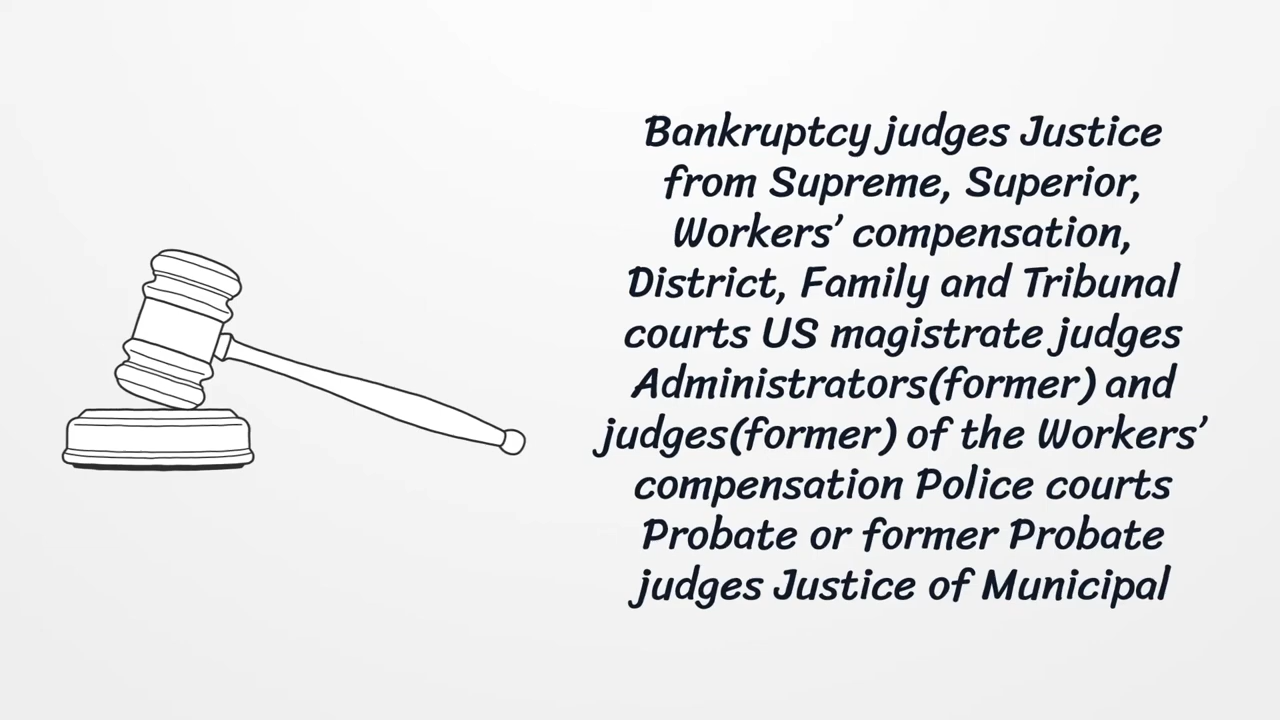 Bankruptcy judges Justice
from Supreme, Superior,
Workers’ compensation,
District, Family and Tribunal
courts US magistrate judges
Administrators(former) and
judges(former) of the Workers’
compensation Police courts
Probate or former Probate
judges Justice of Municipal